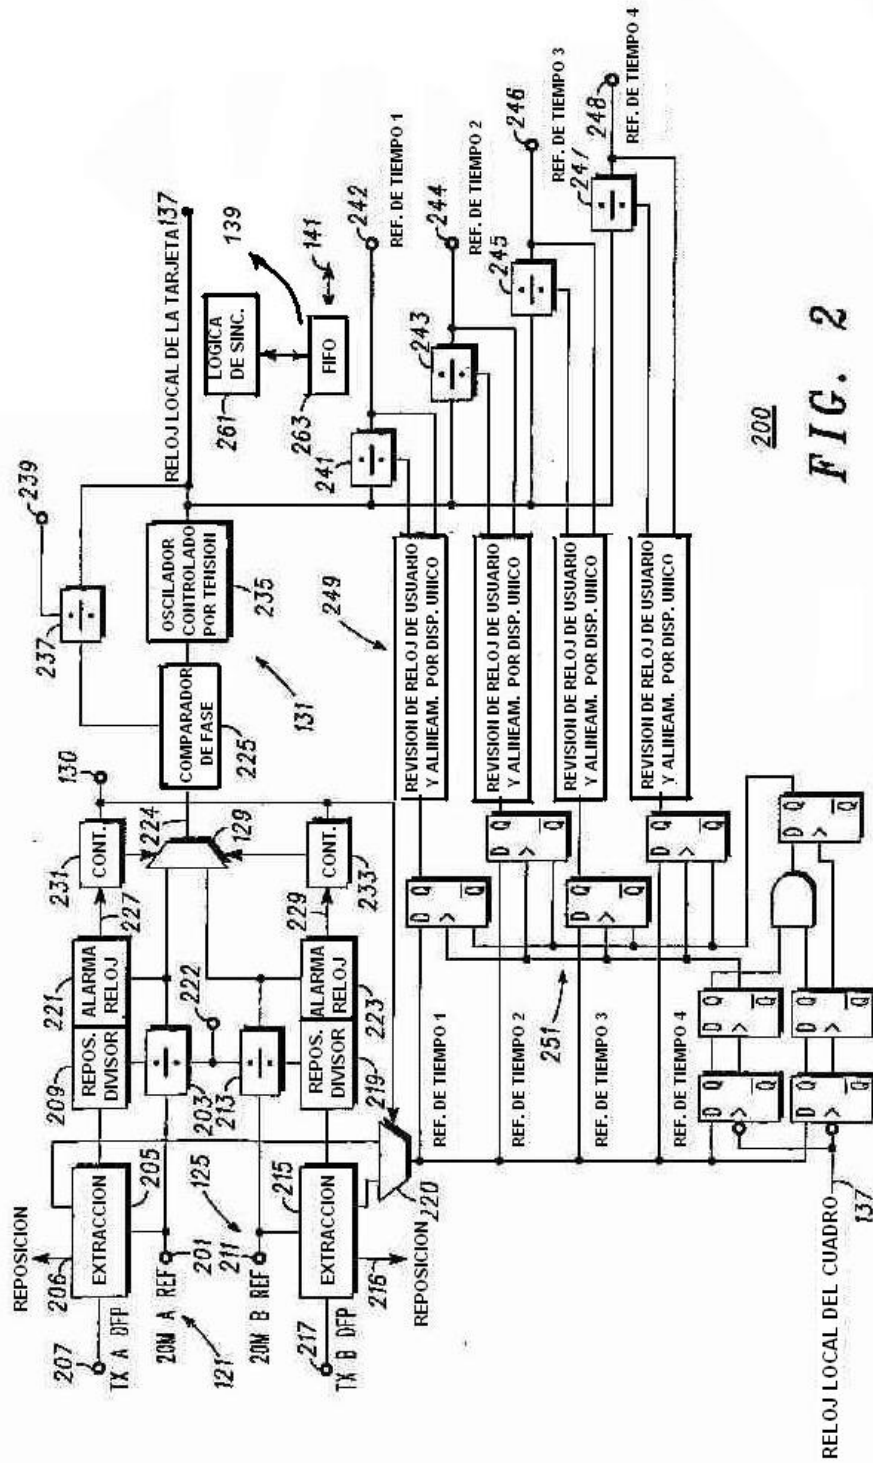 REPOSICION
206
207
TX A DFP
EXTRACCION
205
209
REPOS.
DIVISOR
221
ALARMA
RELOJ
227
231
CONT.
130
224
129
20M A REF
201
121
125
203
222
213
211
20M B REF
215
EXTRACCION
217
TX B DFP
216
REPOSICION
REPOS.
DIVISOR
219
ALARMA
RELOJ
223
229
CONT.
233
220
COMPARADOR
DE FASE
225
131
OSCILADOR
CONTROLADO
POR TENSION
235
237
239
RELOJ LOCAL DE LA TARJETA
137
LOGICA
DE SINC.
261
FIFO
263
139
141
241
242
REF. DE TIEMPO 1
243
244
REF. DE TIEMPO 2
245
246
REF. DE TIEMPO 3
241
248
REF. DE TIEMPO 4
249
REVISION DE RELOJ DE USUARIO
Y ALINEAM. POR DISP. UNICO
REVISION DE RELOJ DE USUARIO
Y ALINEAM. POR DISP. UNICO
REVISION DE RELOJ DE USUARIO
Y ALINEAM. POR DISP. UNICO
REVISION DE RELOJ DE USUARIO
Y ALINEAM. POR DISP. UNICO
REF. DE TIEMPO 1
REF. DE TIEMPO 2
REF. DE TIEMPO 3
REF. DE TIEMPO 4
251
D Q
Q
D Q
Q
D Q
Q
D Q
Q
D Q
Q
D Q
Q
D Q
Q
D Q
Q
D Q
Q
RELOJ LOCAL DEL CUADRO
137
200
FIG. 2